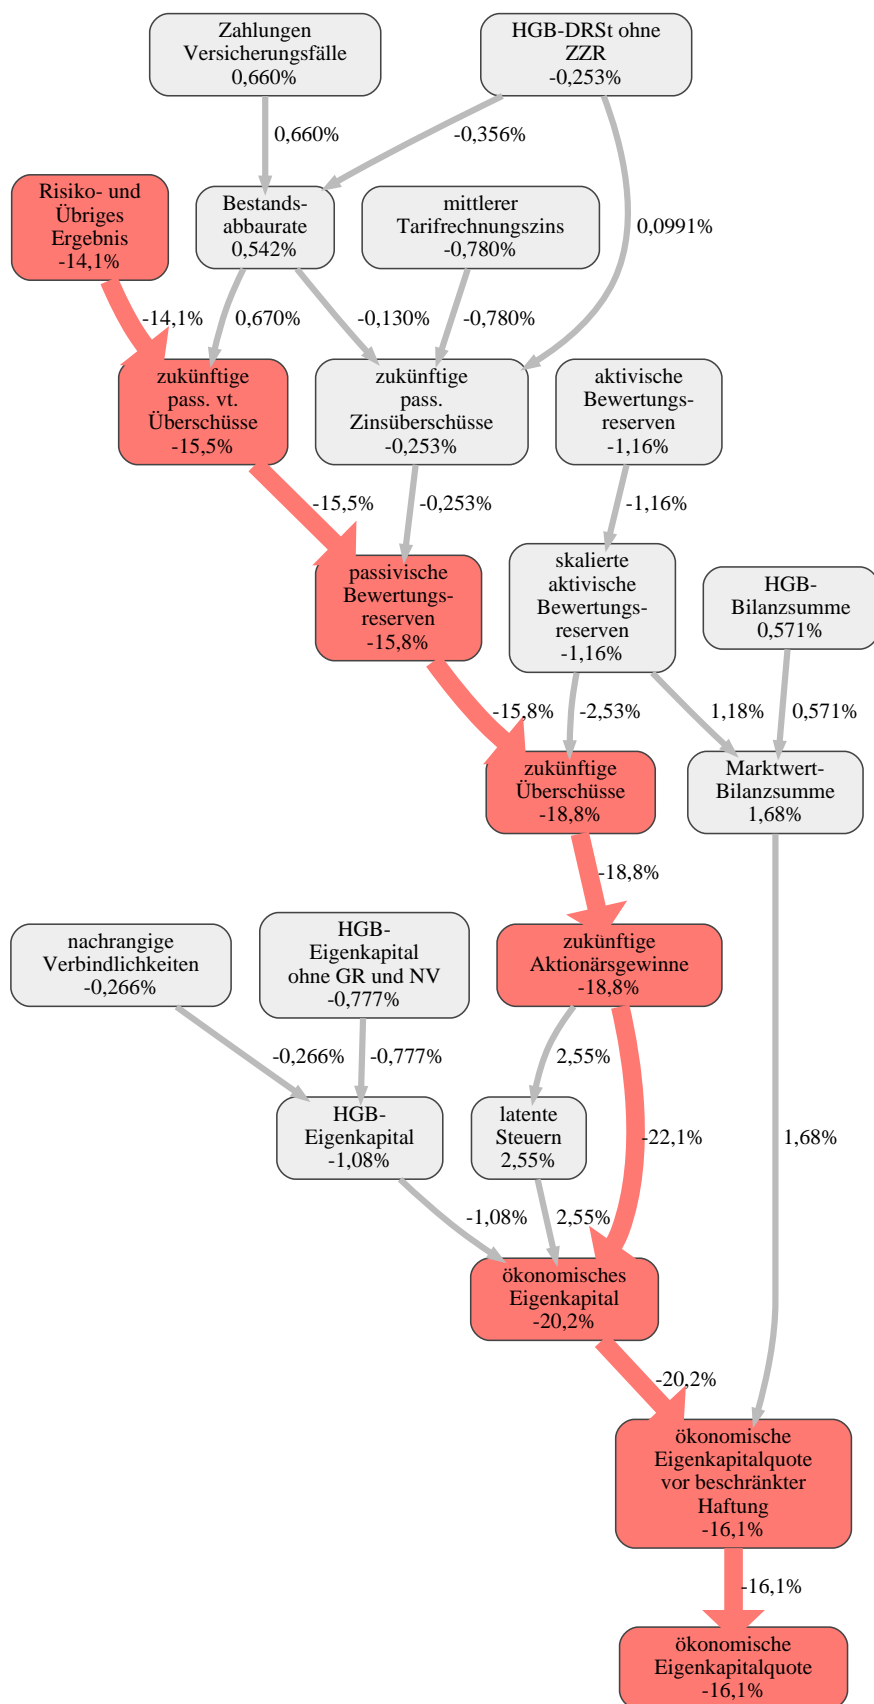 Zahlungen
Versicherungsfälle
0,660%
HGB-DRSt ohne
ZZR
-0,253%
0,660%
-0,356%
Risiko- und
Übriges
Ergebnis
-14,1%
Bestands-
abbaurate
0,542%
mittlerer
Tarifrechnungszins
-0,780%
0,0991%
-14,1%
0,670%
-0,130%
-0,780%
zukünftige
pass. vt.
Überschüsse
-15,5%
zukünftige
pass.
Zinsüberschüsse
-0,253%
aktivische
Bewertungs-
reserven
-1,16%
-15,5%
-0,253%
-1,16%
passivische
Bewertungs-
reserven
-15,8%
skalierte
aktivische
Bewertungs-
reserven
-1,16%
HGB-
Bilanzsumme
0,571%
-15,8%
-2,53%
1,18%
0,571%
zukünftige
Überschüsse
-18,8%
Marktwert-
Bilanzsumme
1,68%
-18,8%
nachrangige
Verbindlichkeiten
-0,266%
HGB-
Eigenkapital
ohne GR und NV
-0,777%
zukünftige
Aktionärsgewinne
-18,8%
-0,266%
-0,777%
2,55%
HGB-
Eigenkapital
-1,08%
latente
Steuern
2,55%
-22,1%
1,68%
-1,08%
2,55%
ökonomisches
Eigenkapital
-20,2%
-20,2%
ökonomische
Eigenkapitalquote
vor beschränkter
Haftung
-16,1%
-16,1%
ökonomische
Eigenkapitalquote
-16,1%